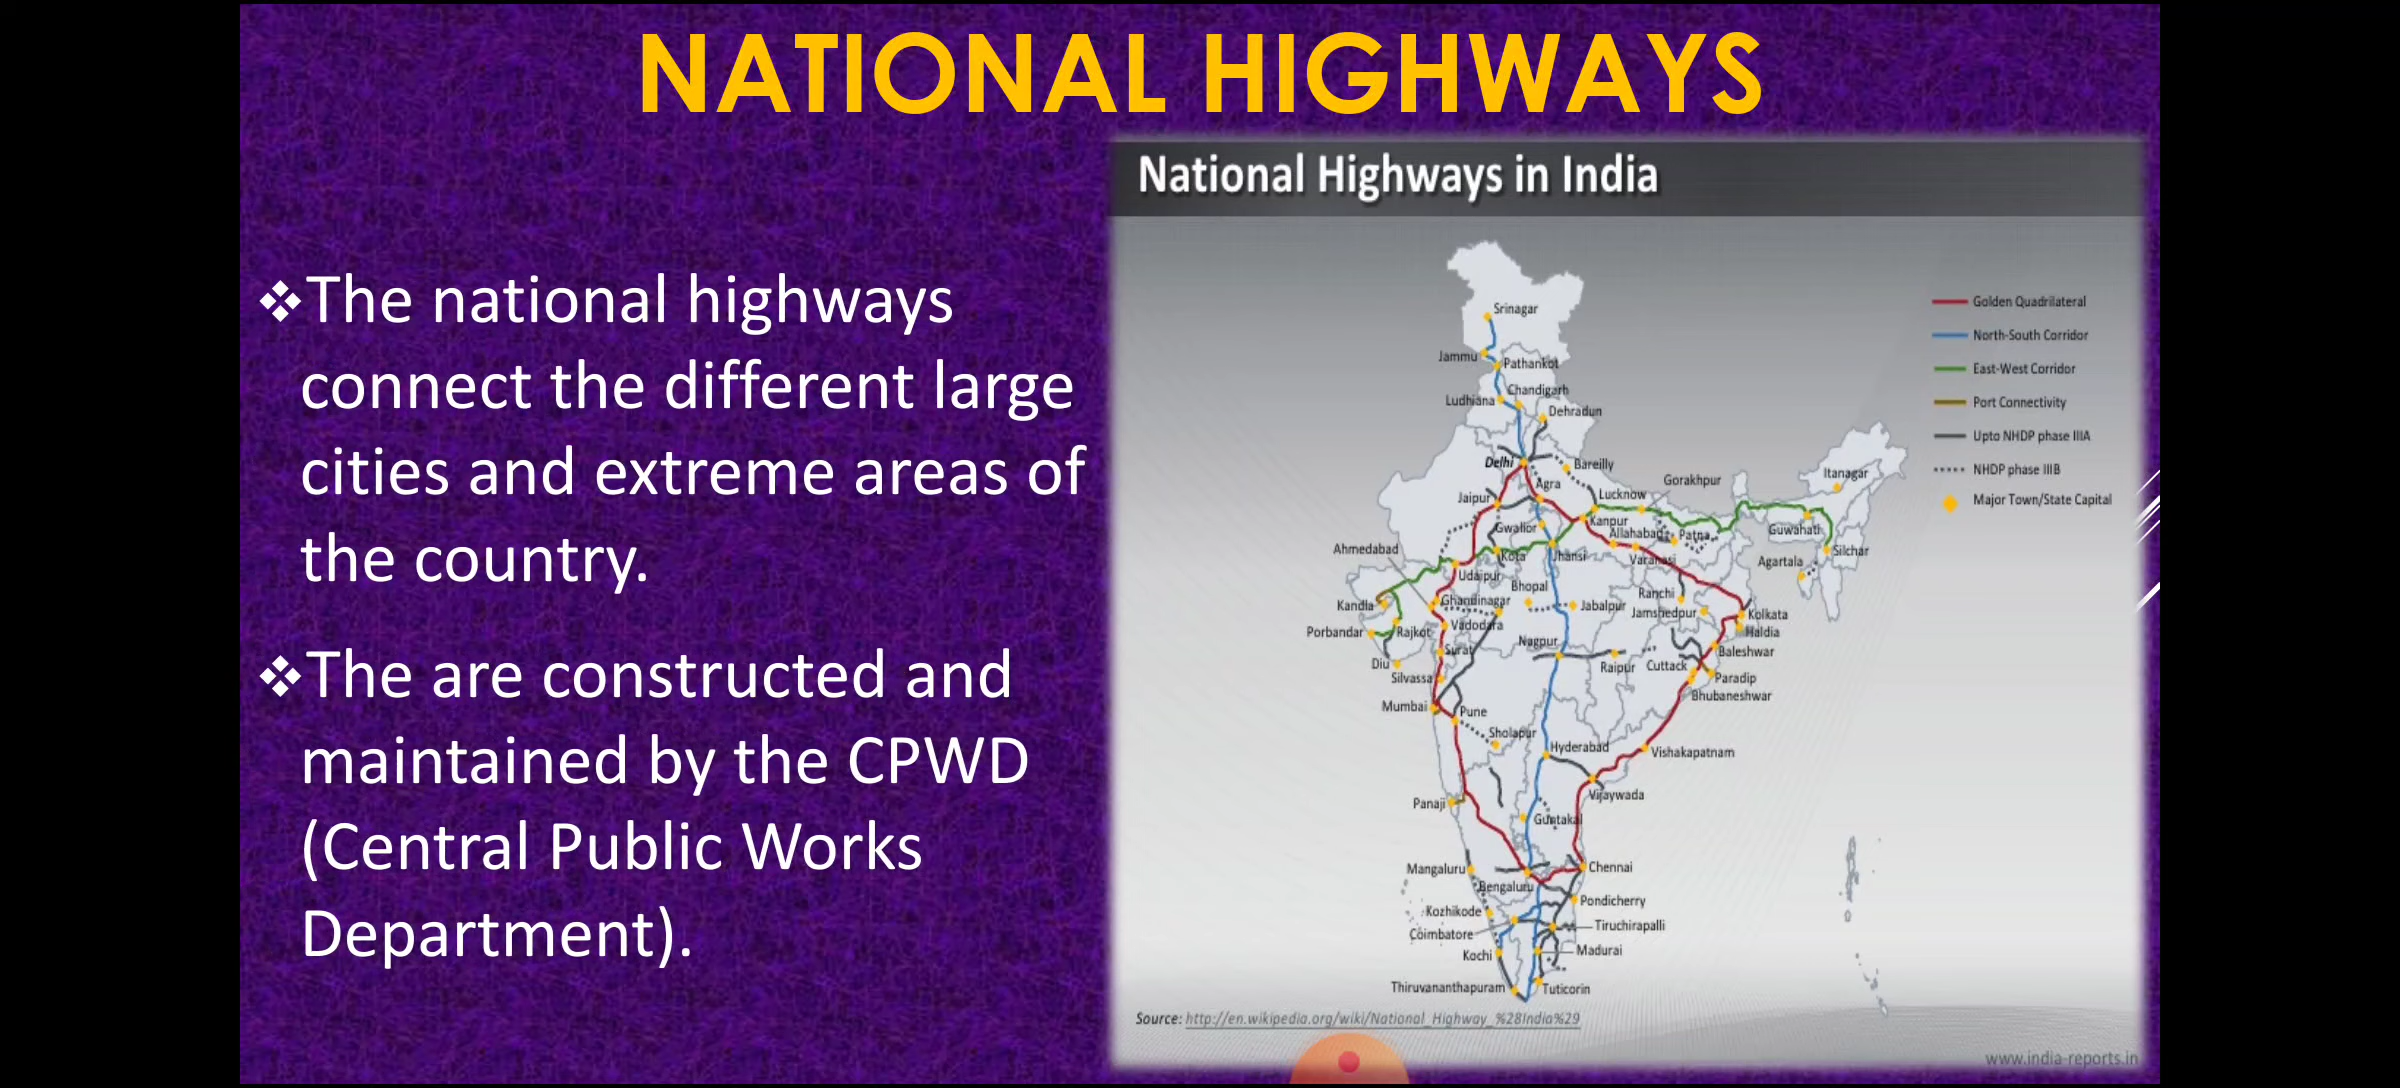 NATIONAL HIGHWAYS
❖The national highways
connect the different large
cities and extreme areas of
the country.
❖The are constructed and
maintained by the CPWD
(Central Public Works
Department).
National Highways in India
Golden Quadrilateral
North-South Corridor
East-West Corridor
Port Connectivity
Upto NHDP phase IIIA
NHDP phase IIIB
Major Town/State Capital
Srinagar
Jammu
Pathankot
Chandigarh
Ludhiana
Dehradun
Delhi
Bareilly
Itanagar
Agra
Gorakhpur
Jaipur
Lucknow
Kanpur
Gwalior
Allahabad
Patna
Guwahati
Ahmedabad
Kota
Jhansi
Varanasi
Silchar
Agartala
Udaipur
Bhopal
Kandla
Ghandinagar
Jabalpur
Ranchi
Jamshedpur
Kolkata
Porbandar
Rajkot
Vadodara
Haldia
Nagpur
Surat
Baleshwar
Diu
Raipur
Cuttack
Silvassa
Paradip
Bhubaneshwar
Mumbai
Pune
Sholapur
Hyderabad
Vishakapatnam
Vijaywada
Panaji
Guntakal
Mangaluru
Chennai
Bengaluru
Pondicherry
Kozhikode
Tiruchirapalli
Coimbatore
Madurai
Kochi
Thiruvananthapuram
Tuticorin
Source: http://en.wikipedia.org/wiki/National_Highway_%28India%29
www.india-reports.in